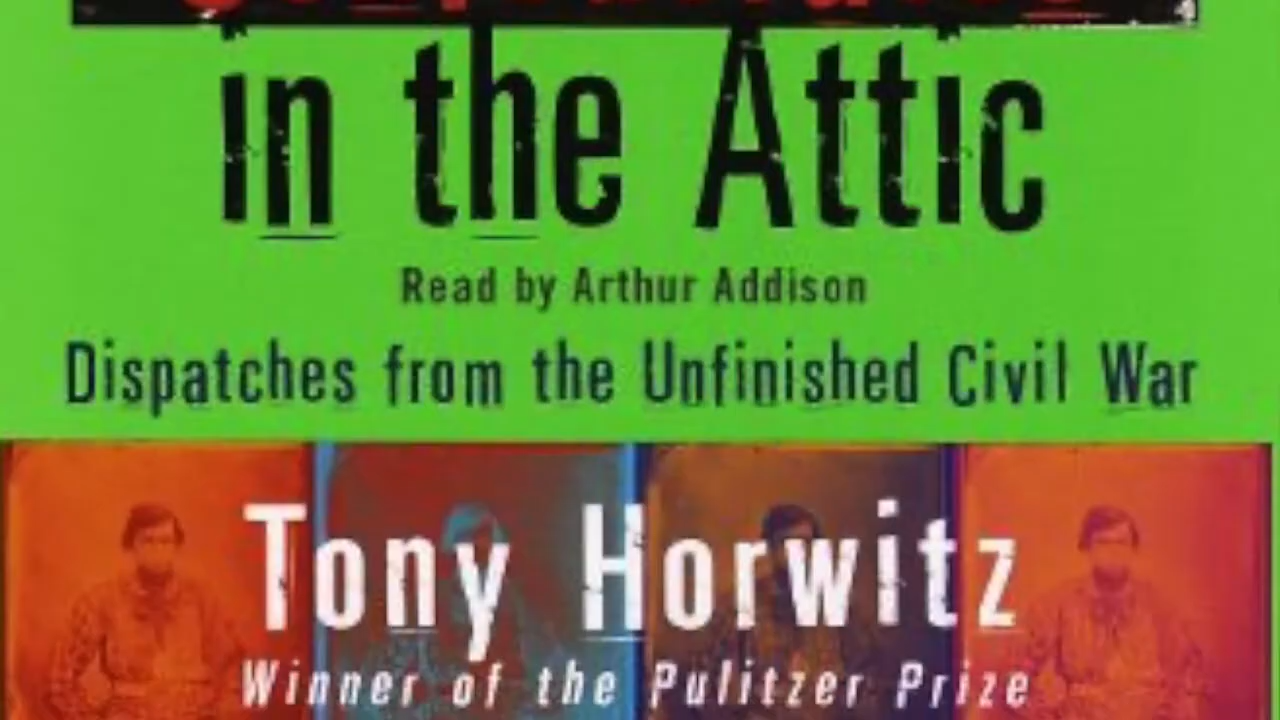 in the Attic
Read by Arthur Addison
Dispatches from the Unfinished Civil War
Tony Horwitz
Winner of the Pulitzer Prize